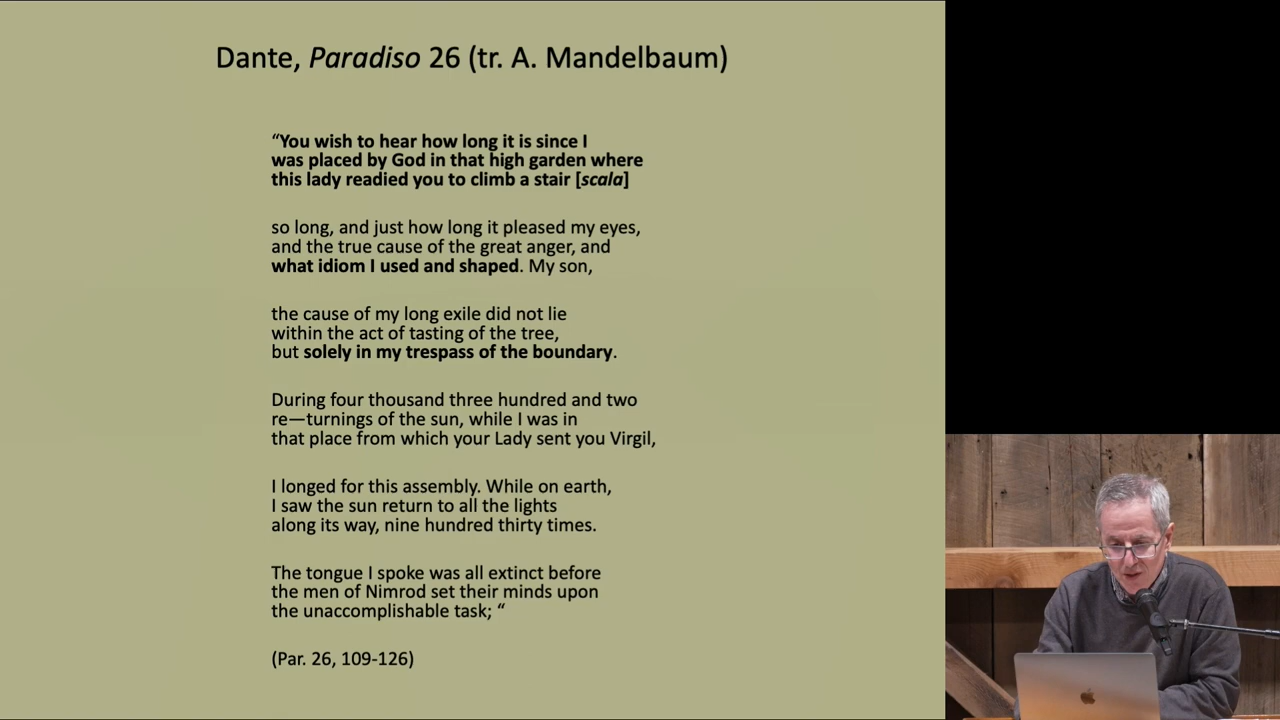 Dante, Paradiso 26 (tr. A. Mandelbaum)
“You wish to hear how long it is since I
was placed by God in that high garden where
this lady readied you to climb a stair [scala]
so long, and just how long it pleased my eyes,
and the true cause of the great anger, and
what idiom I used and shaped. My son,
the cause of my long exile did not lie
within the act of tasting of the tree,
but solely in my trespass of the boundary.
During four thousand three hundred and two
re—turnings of the sun, while I was in
that place from which your Lady sent you Virgil,
I longed for this assembly. While on earth,
I saw the sun return to all the lights
along its way, nine hundred thirty times.
The tongue I spoke was all extinct before
the men of Nimrod set their minds upon
the unaccomplishable task; “
(Par. 26, 109-126)